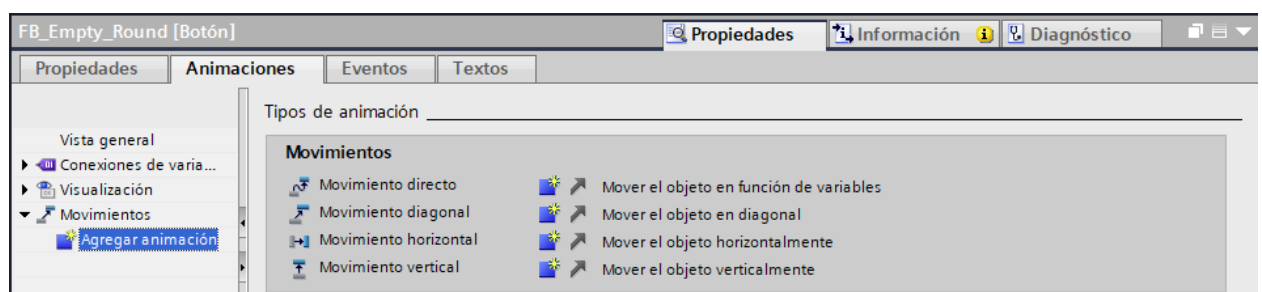 FB_Empty_Round [Botón]
Propiedades
Información
Diagnóstico
Propiedades
Animaciones
Eventos
Textos
Tipos de animación
Vista general
Conexiones de varia...
Visualización
Movimientos
Agregar animación
Movimientos
Movimiento directo Mover el objeto en función de variables
Movimiento diagonal Mover el objeto en diagonal
Movimiento horizontal Mover el objeto horizontalmente
Movimiento vertical Mover el objeto verticalmente